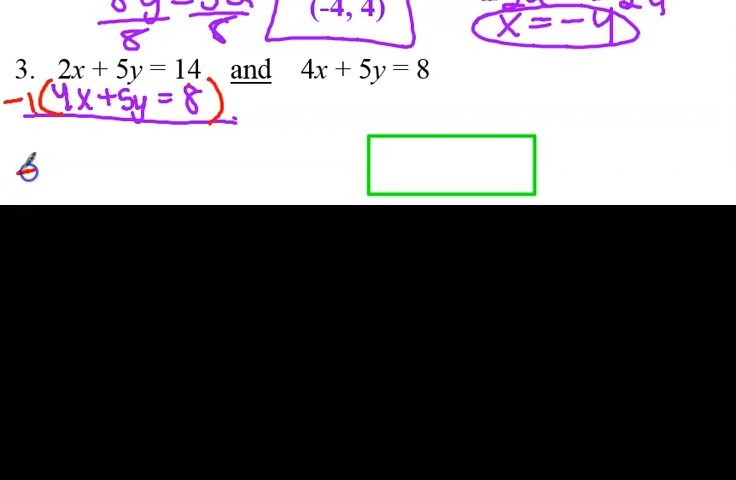 (-4, 4)
x = -4
3. 2x + 5y = 14 and 4x + 5y = 8
-1(4x+5y = 8)